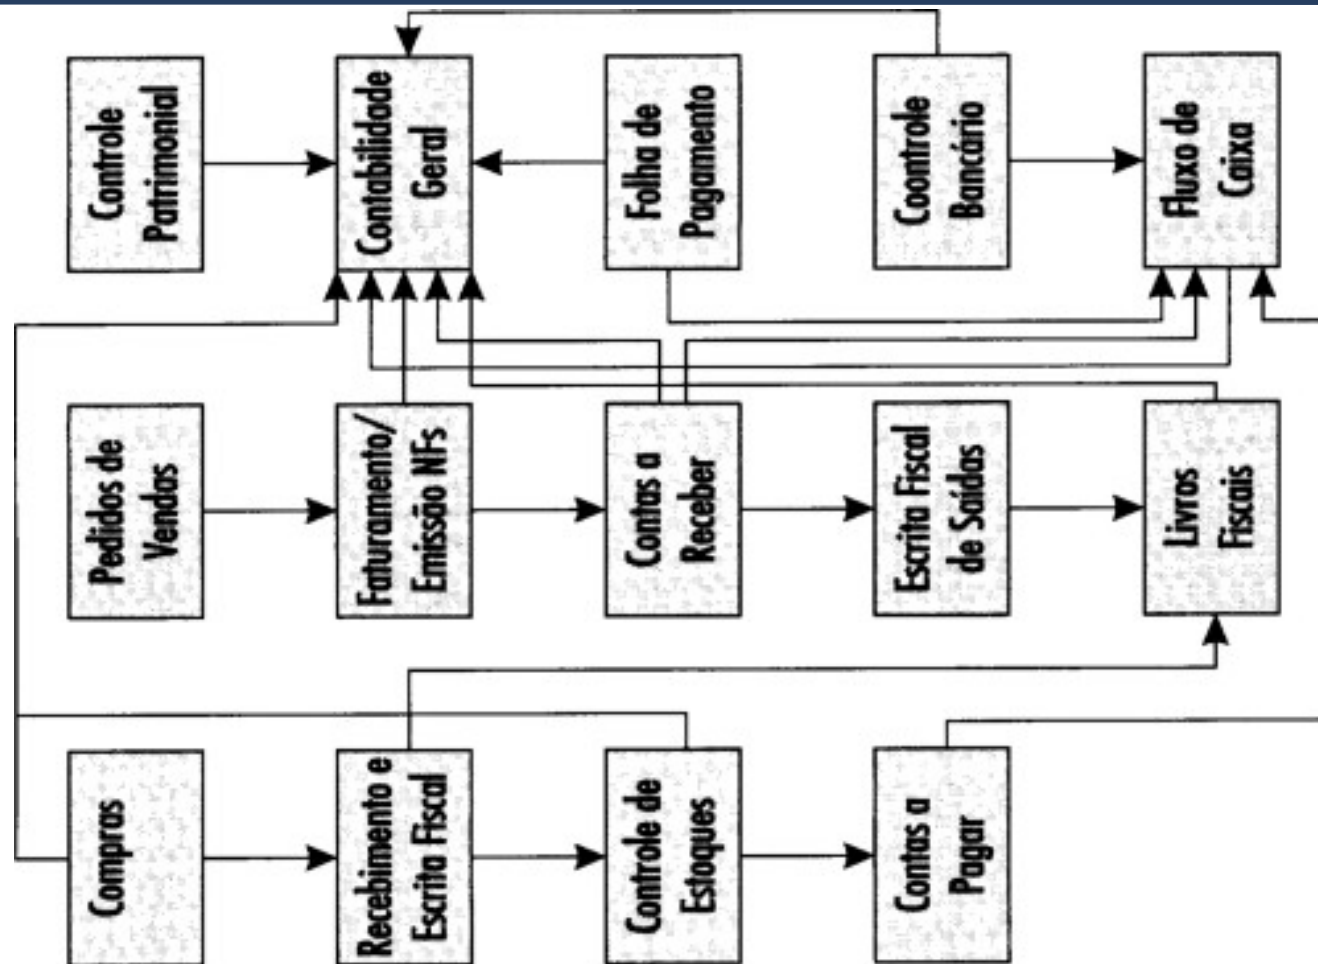 Controle
Patrimonial
Contabilidade
Geral
Folha de
Pagamento
Coontrole
Bancário
Fluxo de
Caixa
Pedidos de
Vendas
Faturamento/
Emissão NFs
Contas a
Receber
Escrita Fiscal
de Saídas
Livros
Fiscais
Compras
Recebimento e
Escrita Fiscal
Controle de
Estoques
Contas a
Pagar